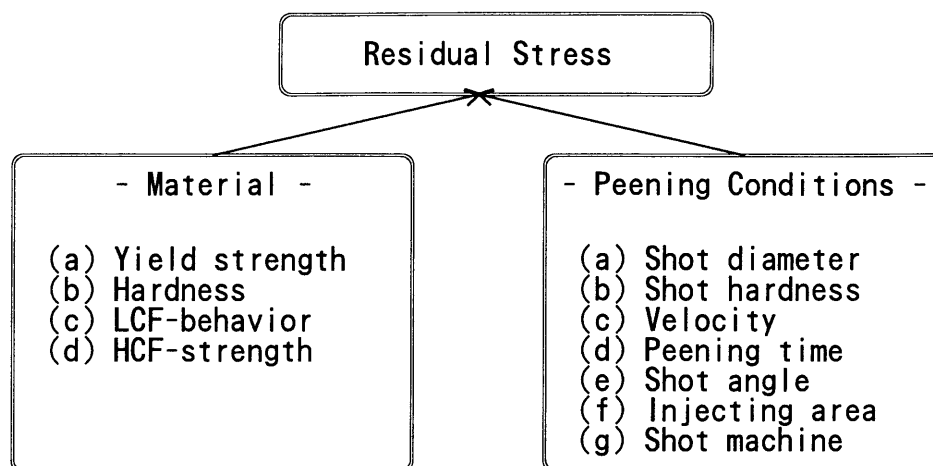 Residual Stress
- Material -
(a) Yield strength
(b) Hardness
(c) LCF-behavior
(d) HCF-strength
- Peening Conditions -
(a) Shot diameter
(b) Shot hardness
(c) Velocity
(d) Peening time
(e) Shot angle
(f) Injecting area
(g) Shot machine